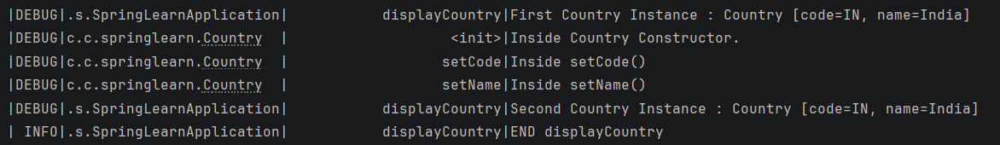 |DEBUG|.s.SpringLearnApplication|           displayCountry|First Country Instance : Country [code=IN, name=India]
|DEBUG|c.c.springlearn.Country  |                   <init>|Inside Country Constructor.
|DEBUG|c.c.springlearn.Country  |                  setCode|Inside setCode()
|DEBUG|c.c.springlearn.Country  |                  setName|Inside setName()
|DEBUG|.s.SpringLearnApplication|           displayCountry|Second Country Instance : Country [code=IN, name=India]
| INFO|.s.SpringLearnApplication|           displayCountry|END displayCountry